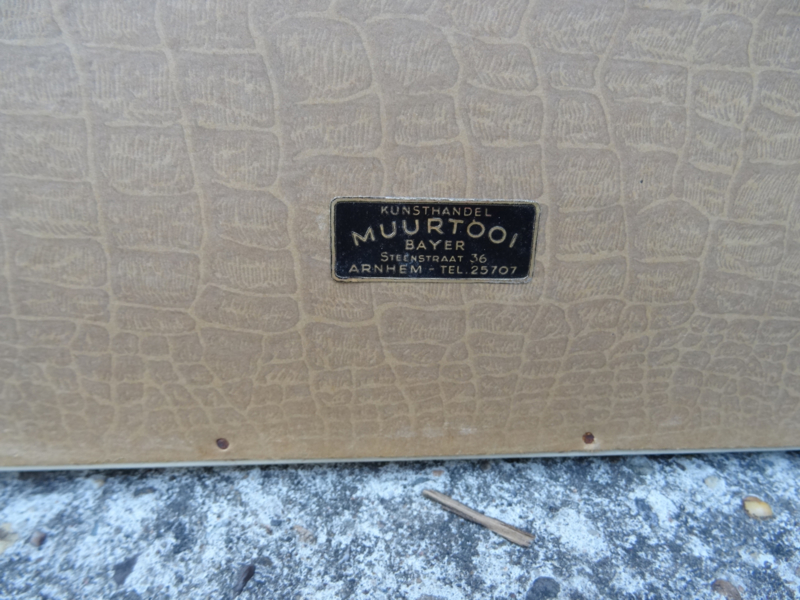 KUNSTHANDEL
MUURTOOI
BAYER
STEENSTRAAT 36
ARNHEM - TEL. 25707